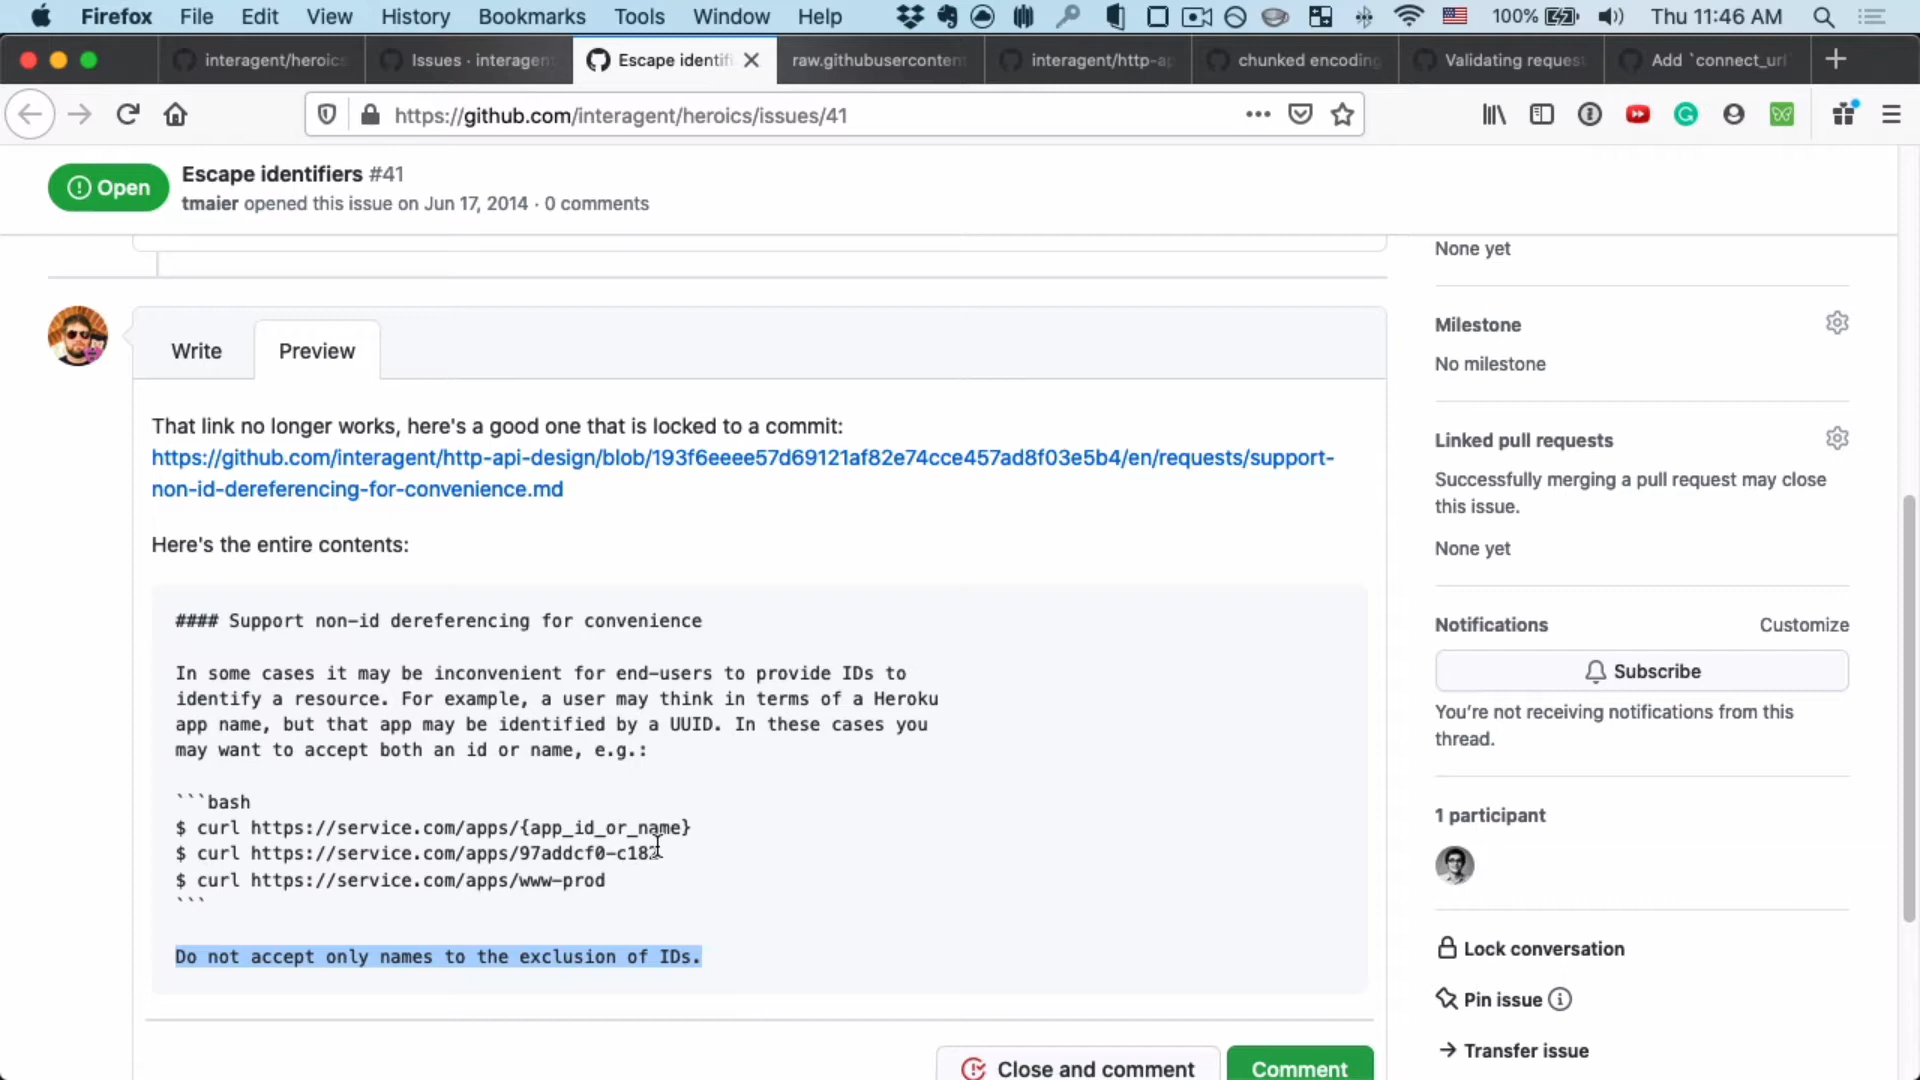 Firefox File Edit View History Bookmarks Tools Window Help 100% Thu 11:46 AM
interagent/heroics Issues · interagent Escape identifi raw.githubusercontent interagent/http-ap chunked encoding Validating reques Add `connect_url
https://github.com/interagent/heroics/issues/41
Open
Escape identifiers #41
tmaier opened this issue on Jun 17, 2014 · 0 comments
Write Preview
That link no longer works, here's a good one that is locked to a commit:
https://github.com/interagent/http-api-design/blob/193f6eeee57d69121af82e74cce457ad8f03e5b4/en/requests/support-
non-id-dereferencing-for-convenience.md
Here's the entire contents:
#### Support non-id dereferencing for convenience
In some cases it may be inconvenient for end-users to provide IDs to
identify a resource. For example, a user may think in terms of a Heroku
app name, but that app may be identified by a UUID. In these cases you
may want to accept both an id or name, e.g.:
```bash
$ curl https://service.com/apps/{app_id_or_name}
$ curl https://service.com/apps/97addcf0-c182
$ curl https://service.com/apps/www-prod
```
Do not accept only names to the exclusion of IDs.
Close and comment Comment
None yet
Milestone
No milestone
Linked pull requests
Successfully merging a pull request may close
this issue.
None yet
Notifications Customize
Subscribe
You're not receiving notifications from this
thread.
1 participant
Lock conversation
Pin issue
Transfer issue